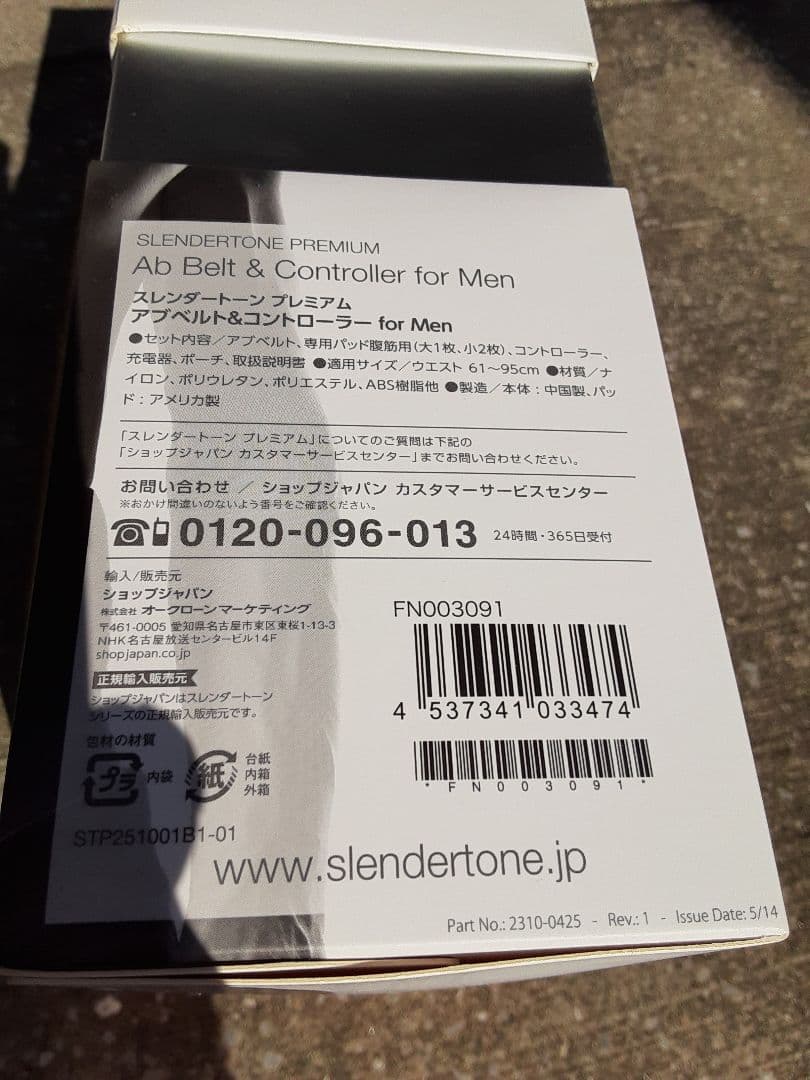 SLENDERTONE PREMIUM
Ab Belt & Controller for Men
スレンダートーン プレミアム
アブベルト&コントローラー for Men
●セット内容／アブベルト、専用パッド腹筋用(大1枚、小2枚)、コントローラー、
充電器、ポーチ、取扱説明書 ●適用サイズ／ウエスト 61～95cm ●材質／ナ
イロン、ポリウレタン、ポリエステル、ABS樹脂他 ●製造／本体：中国製、パッ
ド：アメリカ製
「スレンダートーン プレミアム」についてのご質問は下記の
「ショップジャパン カスタマーサービスセンター」までお問い合わせください。
お問い合わせ ／ ショップジャパン カスタマーサービスセンター
※おかけ間違いのないよう番号をご確認ください。
0120-096-013 24時間・365日受付
輸入/販売元
ショップジャパン
株式会社 オークローンマーケティング
〒461-0005 愛知県名古屋市東区東桜1-13-3
NHK名古屋放送センタービル14F
shopjapan.co.jp
正規輸入販売元
ショップジャパンはスレンダートーン
シリーズの正規輸入販売元です。
包材の材質
プラ 内袋 紙 台紙
内箱
外箱
STP251001B1-01
FN003091
4 537341 033474
*FN003091*
www.slendertone.jp
Part No.: 2310-0425 - Rev.: 1 - Issue Date: 5/14